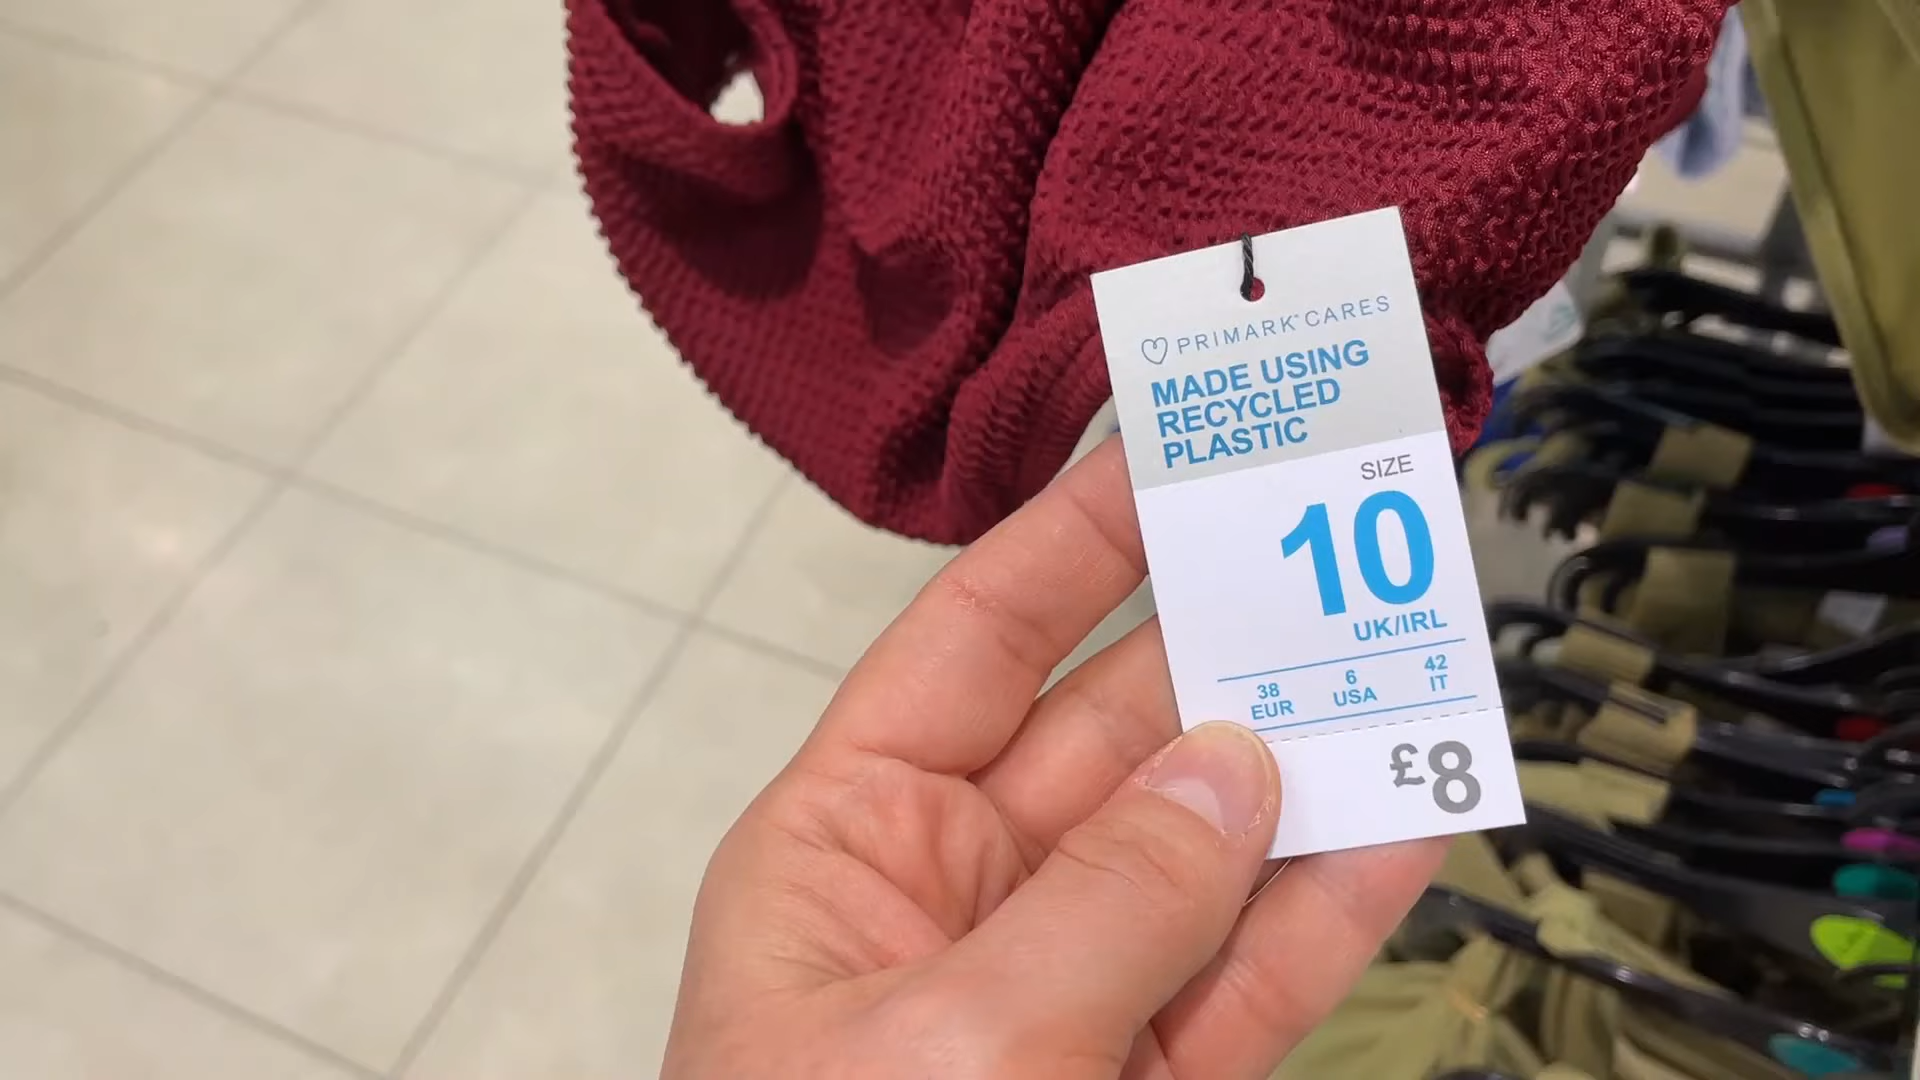 PRIMARK® CARES
MADE USING
RECYCLED
PLASTIC
SIZE
10
UK/IRL
38 6 42
EUR USA IT
£8